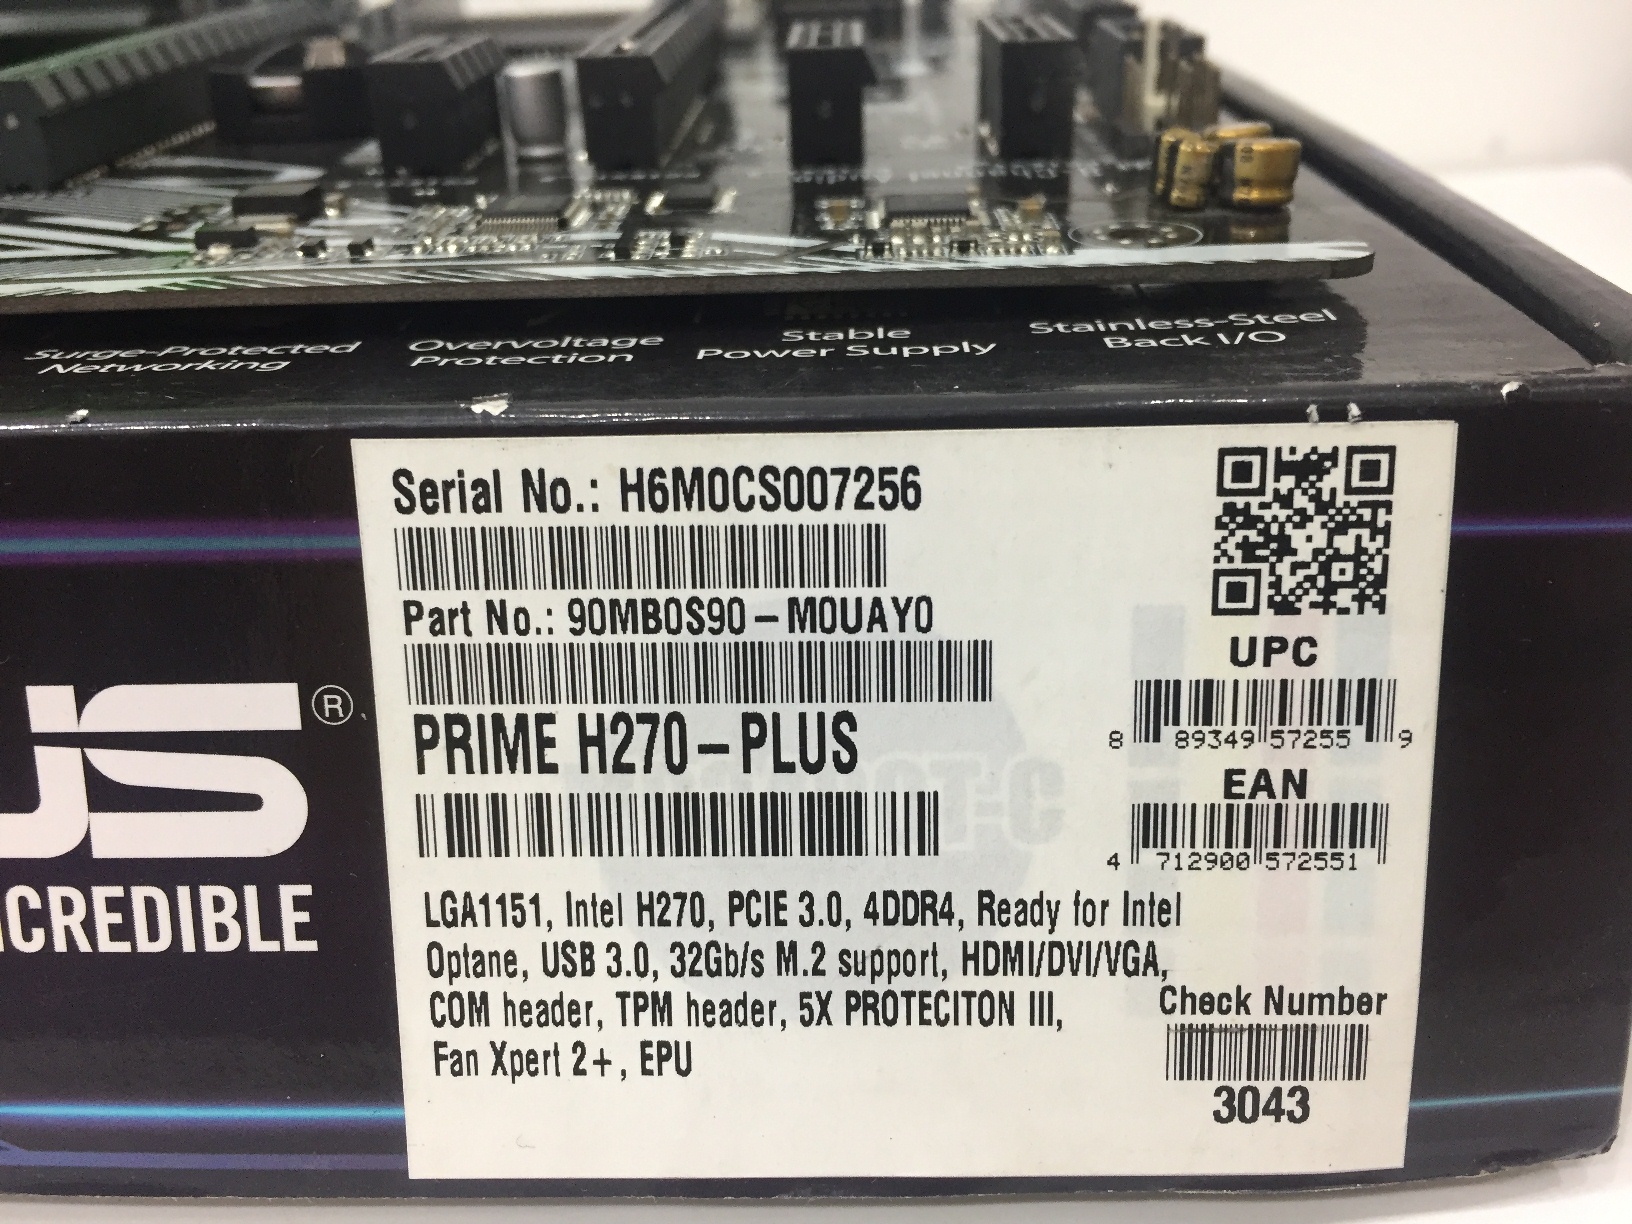 Surge-Protected
Networking
Overvoltage
Protection
Stable
Power Supply
Stainless-Steel
Back I/O
Serial No.: H6M0CS007256
Part No.: 90MB0S90-M0UAY0
PRIME H270-PLUS
LGA1151, Intel H270, PCIE 3.0, 4DDR4, Ready for Intel
Optane, USB 3.0, 32Gb/s M.2 support, HDMI/DVI/VGA,
COM header, TPM header, 5X PROTECITON III,
Fan Xpert 2+, EPU
UPC
8 89349 57255 9
EAN
4 712900 572551
Check Number
3043
US®
CREDIBLE